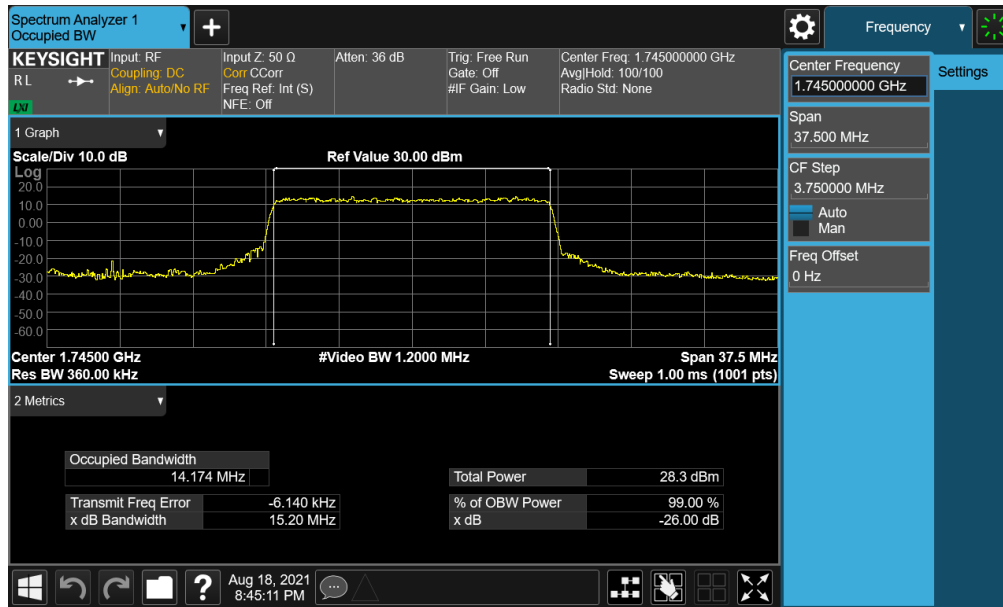 Spectrum Analyzer 1
Occupied BW
+
Frequency
KEYSIGHT
R L
LXI
Input: RF
Coupling: DC
Align: Auto/No RF
Input Z: 50 Ω
Corr CCorr
Freq Ref: Int (S)
NFE: Off
Atten: 36 dB
Trig: Free Run
Gate: Off
#IF Gain: Low
Center Freq: 1.745000000 GHz
Avg|Hold: 100/100
Radio Std: None
Center Frequency
1.745000000 GHz
Settings
Span
37.500 MHz
CF Step
3.750000 MHz
Auto
Man
Freq Offset
0 Hz
1 Graph
Scale/Div 10.0 dB
Ref Value 30.00 dBm
Log
20.0
10.0
0.00
-10.0
-20.0
-30.0
-40.0
-50.0
-60.0
Center 1.74500 GHz
#Video BW 1.2000 MHz
Span 37.5 MHz
Res BW 360.00 kHz
Sweep 1.00 ms (1001 pts)
2 Metrics
Occupied Bandwidth
14.174 MHz
Total Power 28.3 dBm
Transmit Freq Error -6.140 kHz
% of OBW Power 99.00 %
x dB Bandwidth 15.20 MHz
x dB -26.00 dB
?
Aug 18, 2021
8:45:11 PM